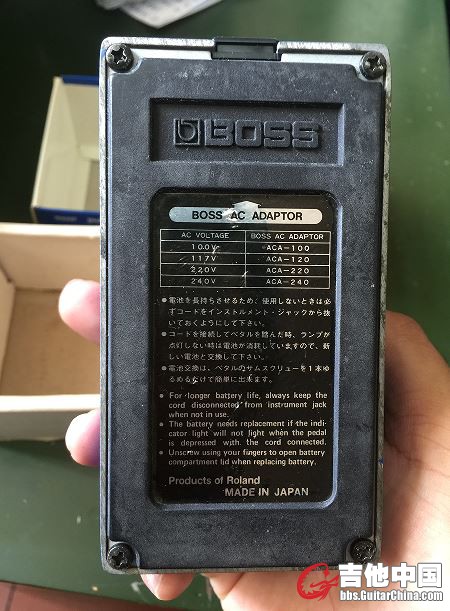 BOSS
BOSS AC ADAPTOR
AC VOLTAGE BOSS AC ADAPTOR
100V ACA-100
117V ACA-120
220V ACA-220
240V ACA-240
●電池を長持ちさせるため、使用しないときは必
ずコードをインストルメント・ジャックから抜
いておくようにして下さい。
●コードを接続してペタルを踏んだ時、ランプが
点灯しない時は電池が消耗していますので、新
しい電池と交換して下さい。
●電池交換は、ペタルのサムスクリューを1本ゆ
るめるだけで簡単に出来ます。
● For longer battery life, always keep the
cord disconnected from instrument jack
when not in use.
● The battery needs replacement if the indi-
cator light will not light when the pedal
is depressed with the cord connected.
● Unscrew using your fingers to open battery
compartment lid when replacing battery.
Products of Roland
MADE IN JAPAN
吉他中国
bbs.GuitarChina.com